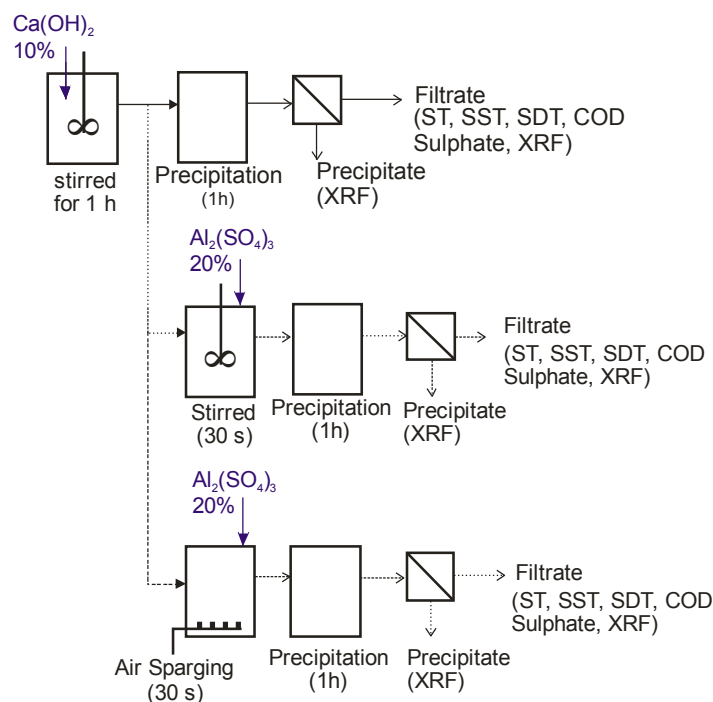 Ca(OH)₂
10%
stirred
for 1 h
Precipitation
(1h)
Filtrate
(ST, SST, SDT, COD
Sulphate, XRF)
Precipitate
(XRF)
Al₂(SO₄)₃
20%
Stirred
(30 s)
Precipitation
(1h)
Filtrate
(ST, SST, SDT, COD
Sulphate, XRF)
Precipitate
(XRF)
Al₂(SO₄)₃
20%
Air Sparging
(30 s)
Precipitation
(1h)
Filtrate
(ST, SST, SDT, COD
Sulphate, XRF)
Precipitate
(XRF)